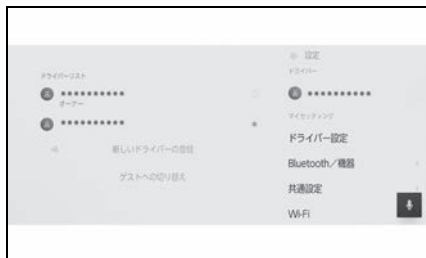 ドライバーリスト
●●●●●●●●●●
オーナー
●●●●●●●●●●
新しいドライバーの登録
ゲストへの切り替え
設定
ドライバー
●●●●●●●●●●
マイセッティング
ドライバー設定
Bluetooth/機器
共通設定
Wi-Fi